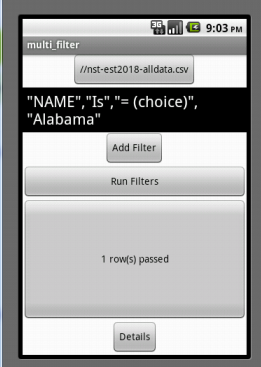 3G 9:03 PM
multi_filter
//nst-est2018-alldata.csv
"NAME","Is","= (choice)",
"Alabama"
Add Filter
Run Filters
1 row(s) passed
Details